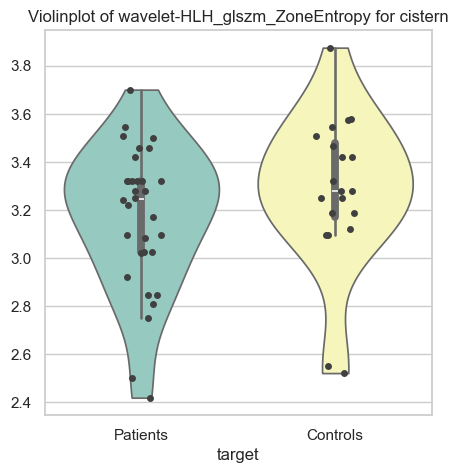 Violinplot of wavelet-HLH_glszm_ZoneEntropy for cistern
3.8
3.6
3.4
3.2
3.0
2.8
2.6
2.4
Patients Controls
target